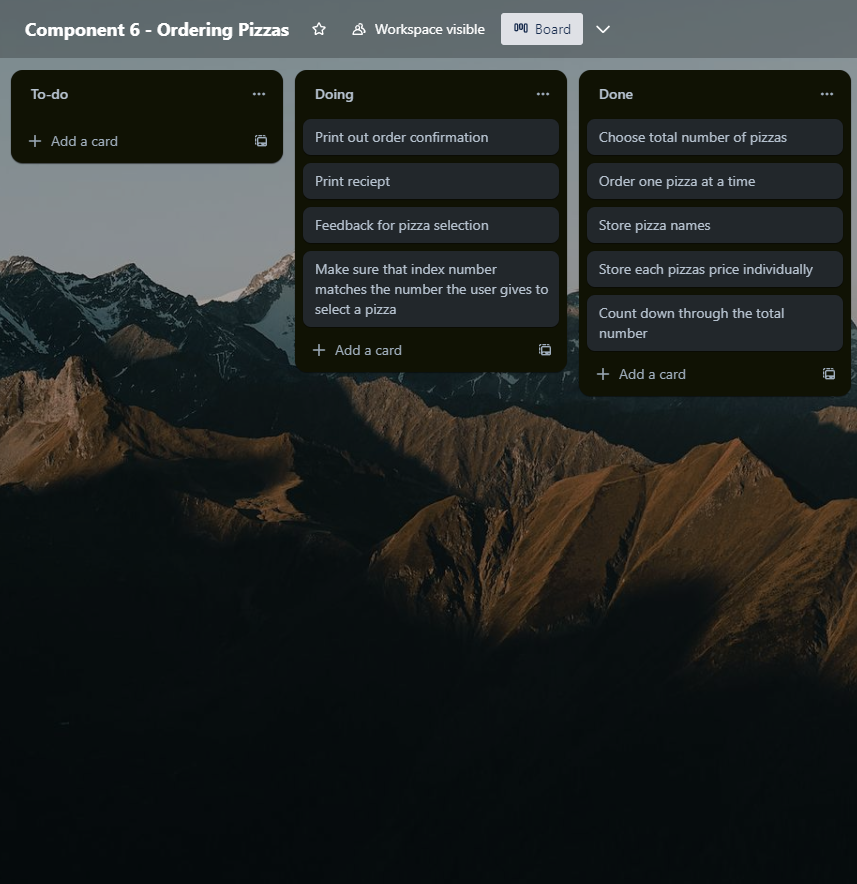 Component 6 - Ordering Pizzas
Workspace visible
Board
To-do
Add a card
Doing
Print out order confirmation
Print reciept
Feedback for pizza selection
Make sure that index number
matches the number the user gives to
select a pizza
Add a card
Done
Choose total number of pizzas
Order one pizza at a time
Store pizza names
Store each pizzas price individually
Count down through the total
number
Add a card